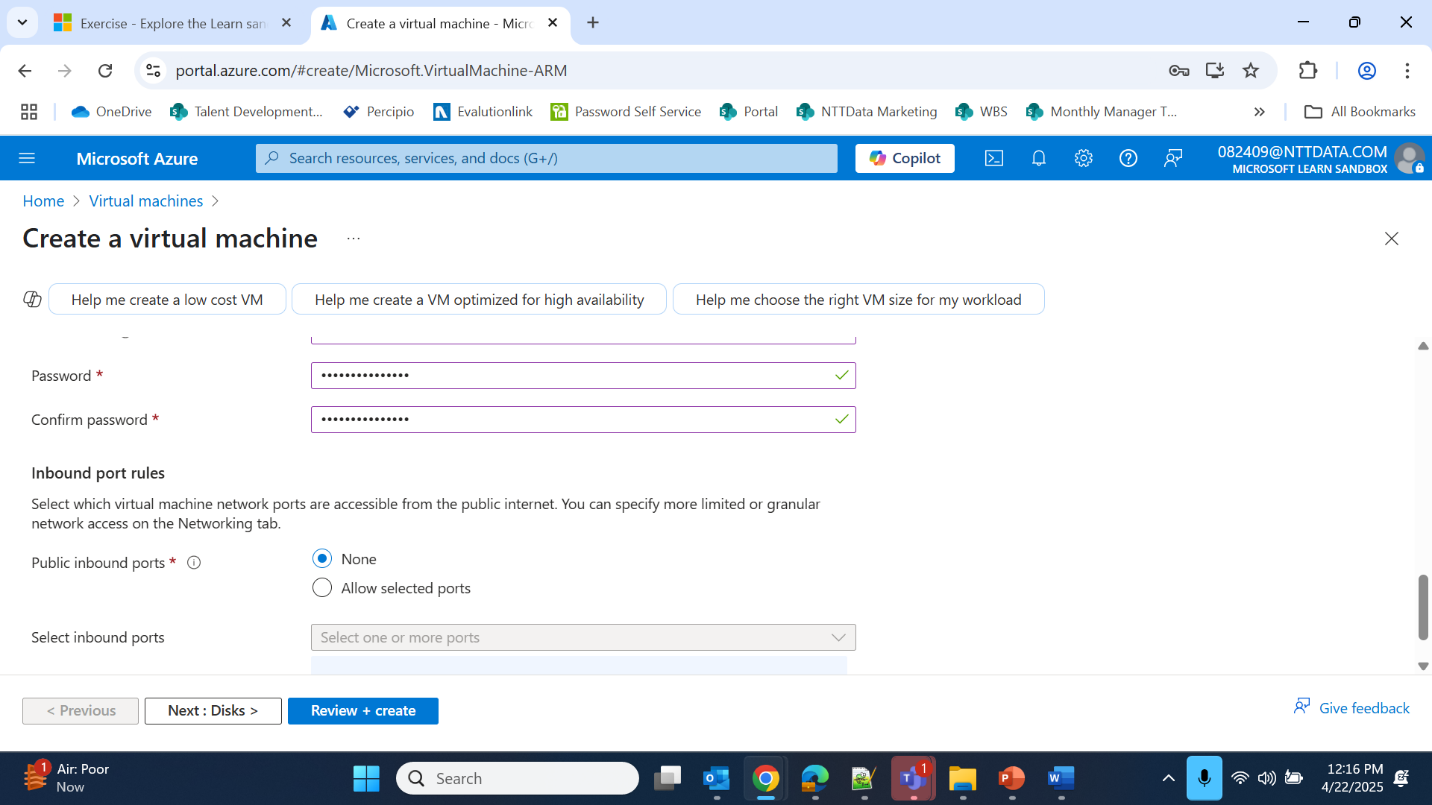 Exercise - Explore the Learn san
Create a virtual machine - Micro
portal.azure.com/#create/Microsoft.VirtualMachine-ARM
OneDrive
Talent Development...
Percipio
Evalutionlink
Password Self Service
Portal
NTTData Marketing
WBS
Monthly Manager T...
All Bookmarks
Microsoft Azure
Search resources, services, and docs (G+/)
Copilot
082409@NTTDATA.COM
MICROSOFT LEARN SANDBOX
Home > Virtual machines >
Create a virtual machine ...
Help me create a low cost VM
Help me create a VM optimized for high availability
Help me choose the right VM size for my workload
Password *
•••••••••••••••
Confirm password *
•••••••••••••••
Inbound port rules
Select which virtual machine network ports are accessible from the public internet. You can specify more limited or granular
network access on the Networking tab.
Public inbound ports *
None
Allow selected ports
Select inbound ports
Select one or more ports
< Previous
Next : Disks >
Review + create
Give feedback
1
Air: Poor
Now
Search
1
12:16 PM
4/22/2025